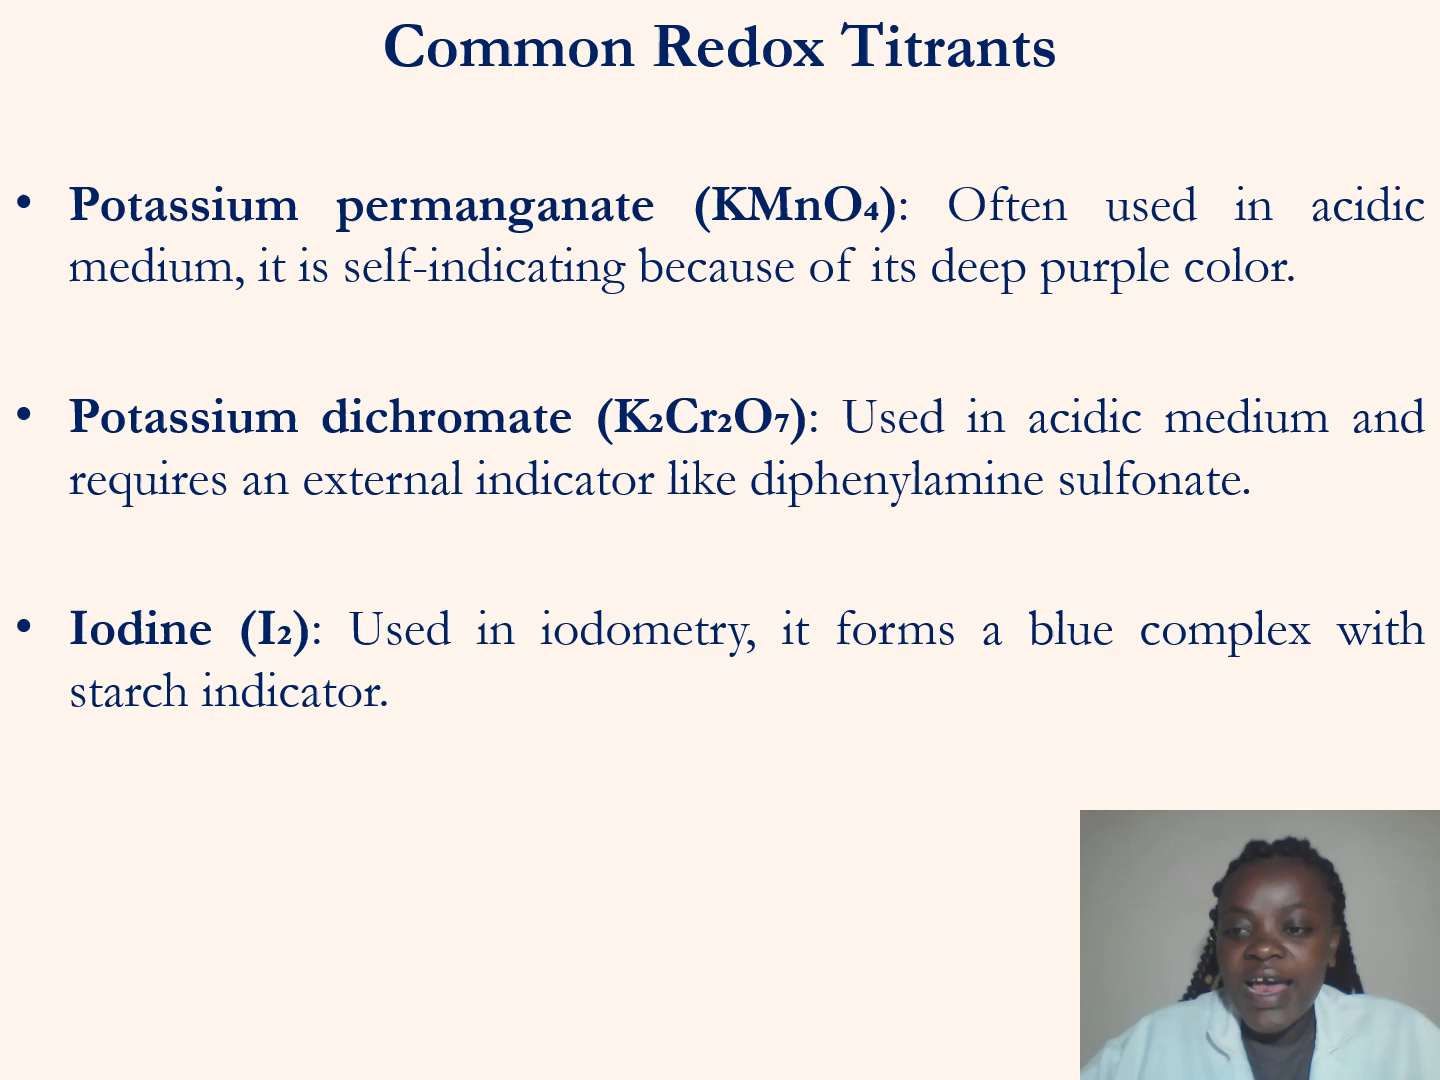 Common Redox Titrants
• Potassium permanganate (KMnO₄): Often used in acidic
medium, it is self-indicating because of its deep purple color.
• Potassium dichromate (K₂Cr₂O₇): Used in acidic medium and
requires an external indicator like diphenylamine sulfonate.
• Iodine (I₂): Used in iodometry, it forms a blue complex with
starch indicator.